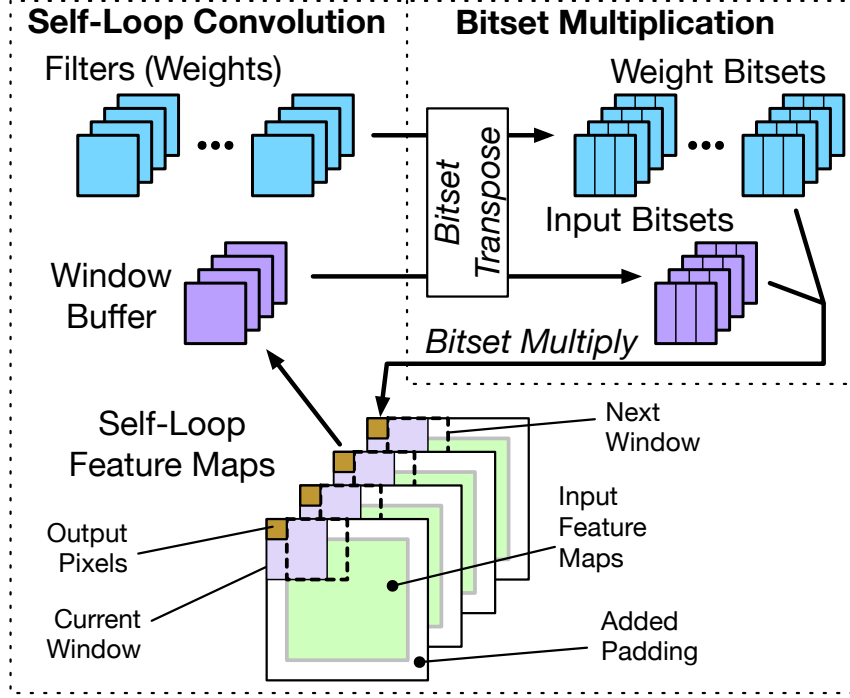 Self-Loop Convolution
Bitset Multiplication
Filters (Weights)
Weight Bitsets
Bitset
Transpose
Input Bitsets
Window
Buffer
Bitset Multiply
Self-Loop
Feature Maps
Next
Window
Input
Feature
Maps
Output
Pixels
Current
Window
Added
Padding